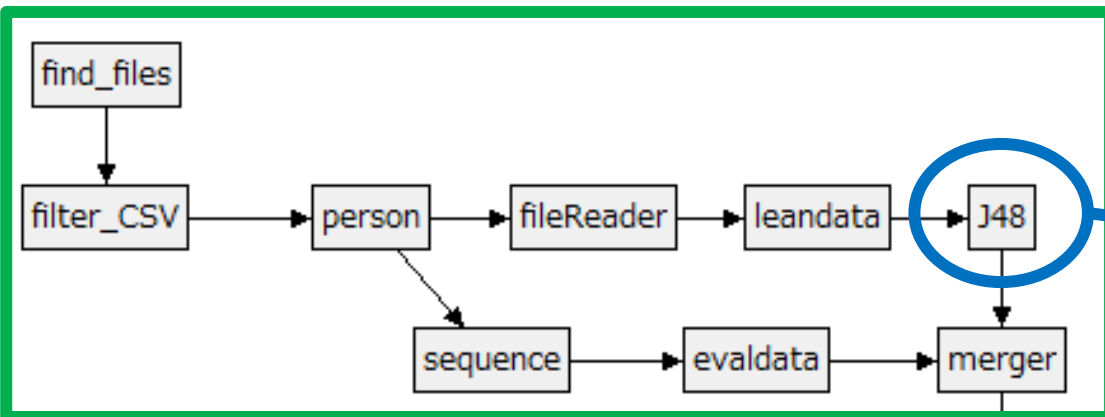 find_files
filter_CSV
person
fileReader
leandata
J48
sequence
evaldata
merger